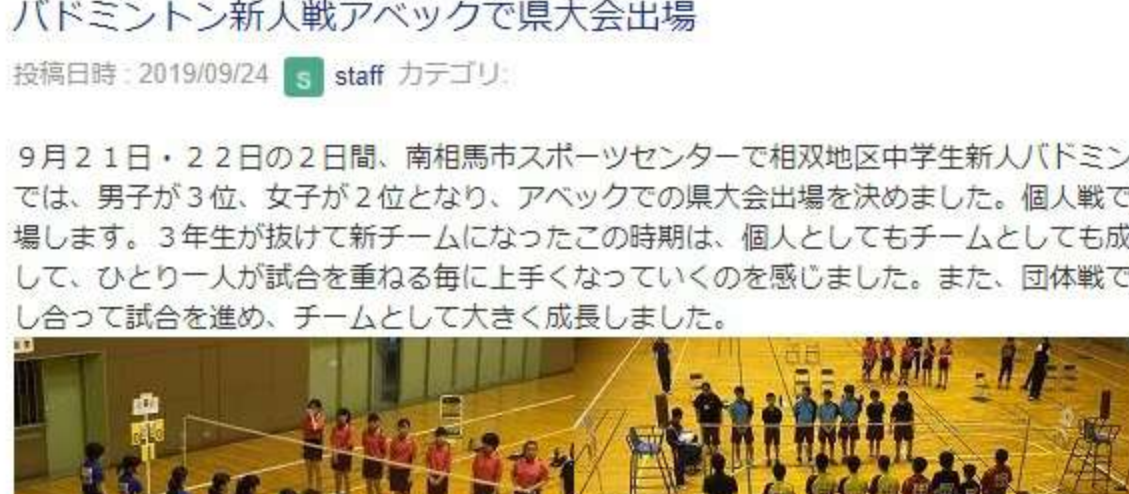 バドミントン新人戦アベックで県大会出場
投稿日時 : 2019/09/24 s staff カテゴリ:
９月２１日・２２日の２日間、南相馬市スポーツセンターで相双地区中学生新人バドミン
では、男子が３位、女子が２位となり、アベックでの県大会出場を決めました。個人戦で
場します。３年生が抜けて新チームになったこの時期は、個人としてもチームとしても成
して、ひとり一人が試合を重ねる毎に上手くなっていくのを感じました。また、団体戦で
し合って試合を進め、チームとして大きく成長しました。